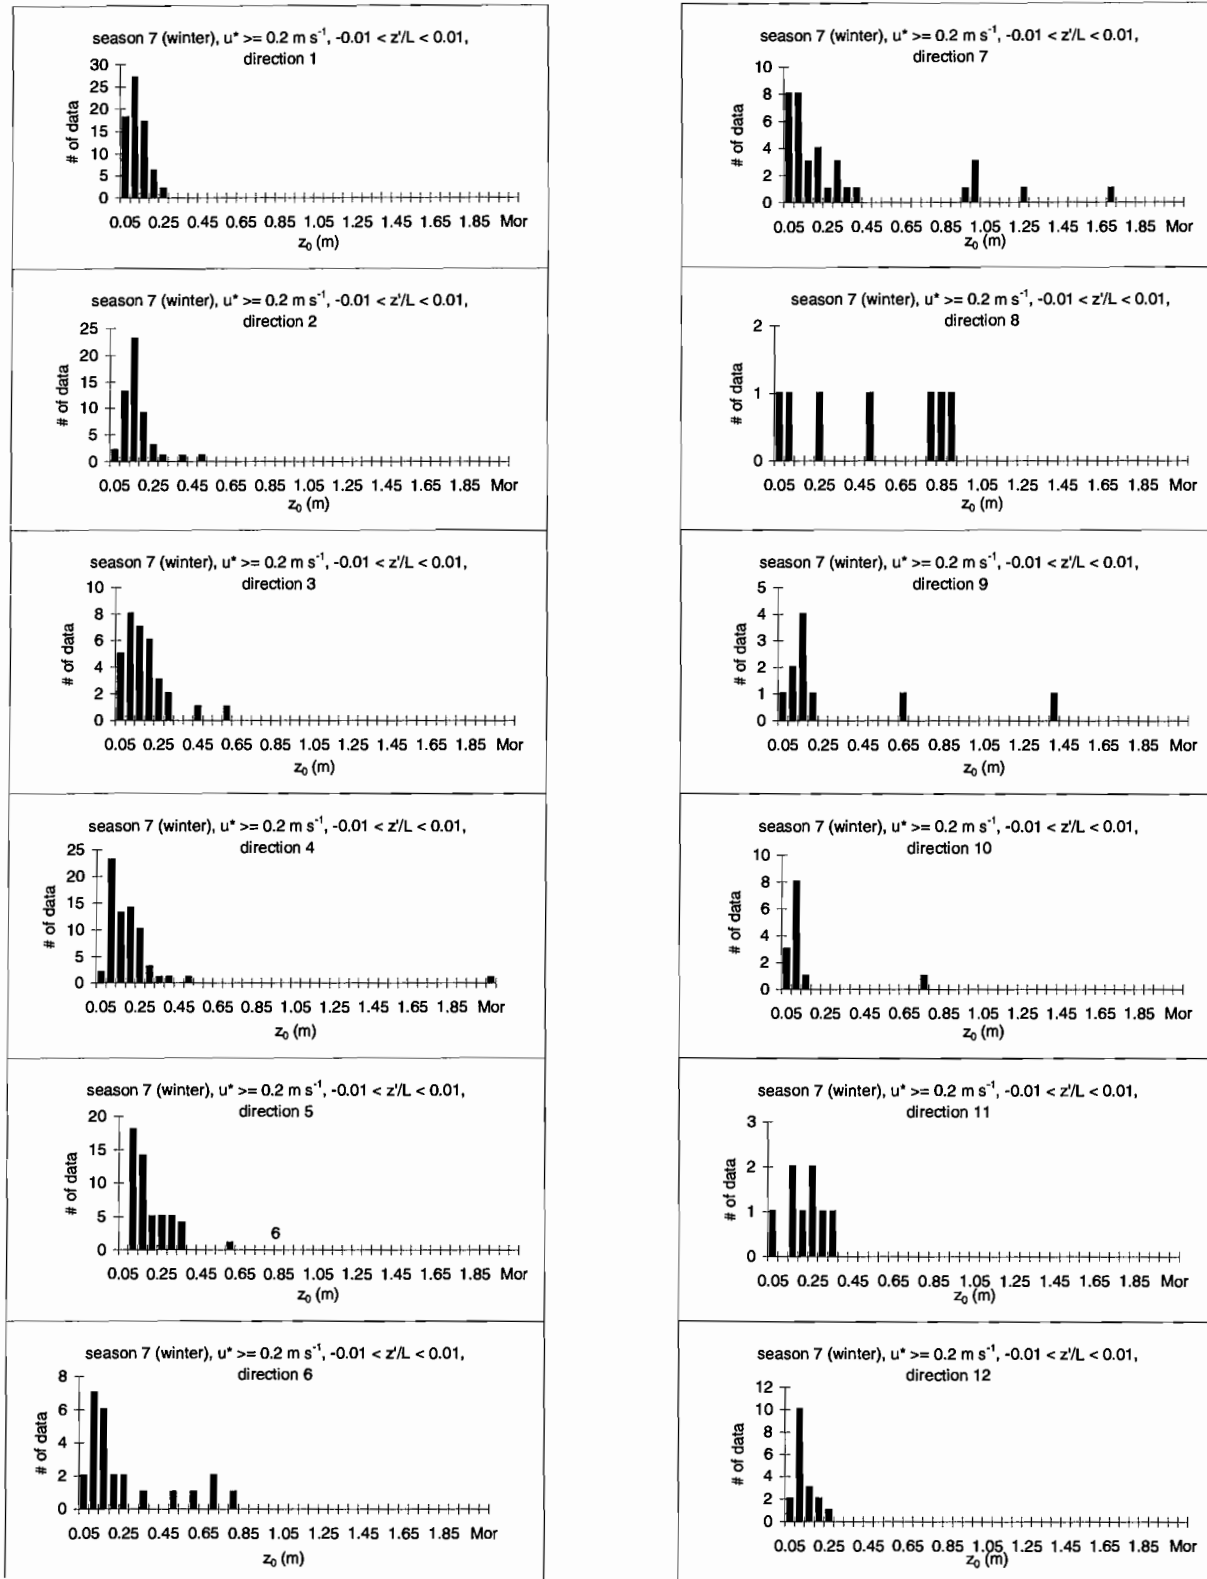 season 7 (winter), u* >= 0.2 m s-1, -0.01 < z'/L < 0.01,
direction 1
30
25
20
15
10
5
0
# of data
0.05 0.25 0.45 0.65 0.85 1.05 1.25 1.45 1.65 1.85 Mor
z0 (m)
season 7 (winter), u* >= 0.2 m s-1, -0.01 < z'/L < 0.01,
direction 2
25
20
15
10
5
0
# of data
0.05 0.25 0.45 0.65 0.85 1.05 1.25 1.45 1.65 1.85 Mor
z0 (m)
season 7 (winter), u* >= 0.2 m s-1, -0.01 < z'/L < 0.01,
direction 3
10
8
6
4
2
0
# of data
0.05 0.25 0.45 0.65 0.85 1.05 1.25 1.45 1.65 1.85 Mor
z0 (m)
season 7 (winter), u* >= 0.2 m s-1, -0.01 < z'/L < 0.01,
direction 4
25
20
15
10
5
0
# of data
0.05 0.25 0.45 0.65 0.85 1.05 1.25 1.45 1.65 1.85 Mor
z0 (m)
season 7 (winter), u* >= 0.2 m s-1, -0.01 < z'/L < 0.01,
direction 5
20
15
10
5
0
# of data
6
0.05 0.25 0.45 0.65 0.85 1.05 1.25 1.45 1.65 1.85 Mor
z0 (m)
season 7 (winter), u* >= 0.2 m s-1, -0.01 < z'/L < 0.01,
direction 6
8
6
4
2
0
# of data
0.05 0.25 0.45 0.65 0.85 1.05 1.25 1.45 1.65 1.85 Mor
z0 (m)
season 7 (winter), u* >= 0.2 m s-1, -0.01 < z'/L < 0.01,
direction 7
10
8
6
4
2
0
# of data
0.05 0.25 0.45 0.65 0.85 1.05 1.25 1.45 1.65 1.85 Mor
z0 (m)
season 7 (winter), u* >= 0.2 m s-1, -0.01 < z'/L < 0.01,
direction 8
2
1
0
# of data
0.05 0.25 0.45 0.65 0.85 1.05 1.25 1.45 1.65 1.85 Mor
z0 (m)
season 7 (winter), u* >= 0.2 m s-1, -0.01 < z'/L < 0.01,
direction 9
5
4
3
2
1
0
# of data
0.05 0.25 0.45 0.65 0.85 1.05 1.25 1.45 1.65 1.85 Mor
z0 (m)
season 7 (winter), u* >= 0.2 m s-1, -0.01 < z'/L < 0.01,
direction 10
10
8
6
4
2
0
# of data
0.05 0.25 0.45 0.65 0.85 1.05 1.25 1.45 1.65 1.85 Mor
z0 (m)
season 7 (winter), u* >= 0.2 m s-1, -0.01 < z'/L < 0.01,
direction 11
3
2
1
0
# of data
0.05 0.25 0.45 0.65 0.85 1.05 1.25 1.45 1.65 1.85 Mor
z0 (m)
season 7 (winter), u* >= 0.2 m s-1, -0.01 < z'/L < 0.01,
direction 12
12
10
8
6
4
2
0
# of data
0.05 0.25 0.45 0.65 0.85 1.05 1.25 1.45 1.65 1.85 Mor
z0 (m)